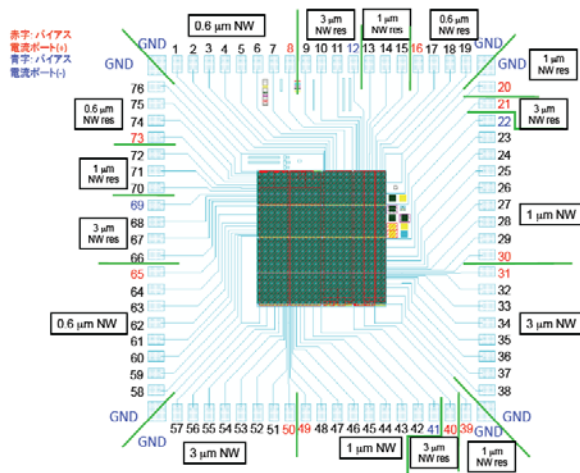 赤字：バイアス
電流ポート(+)
青字：バイアス
電流ポート(-)
0.6 μm NW
3 μm
NW res
1 μm
NW res
0.6 μm
NW res
GND 1 2 3 4 5 6 7 8 9 10 11 12 13 14 15 16 17 18 19 GND
GND
GND
1 μm
NW res
76
75
74
73
72
71
70
69
68
67
66
65
64
63
62
61
60
59
58
0.6 μm
NW res
1 μm
NW res
3 μm
NW res
0.6 μm NW
20
21
22
23
24
25
26
27
28
29
30
31
32
33
34
35
36
37
38
3 μm
NW res
1 μm NW
3 μm NW
GND
GND
GND 57 56 55 54 53 52 51 50 49 48 47 46 45 44 43 42 41 40 39 GND
3 μm NW
1 μm NW
3 μm
NW res
1 μm
NW res